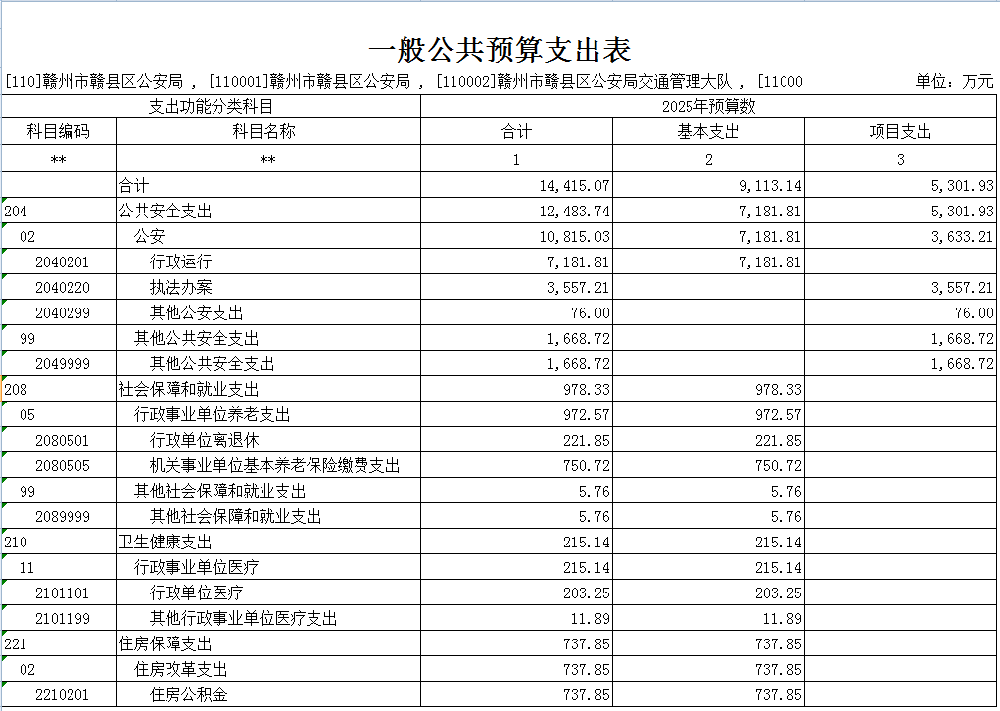 一般公共预算支出表
[110]赣州市赣县区公安局 , [110001]赣州市赣县区公安局 , [110002]赣州市赣县区公安局交通管理大队 , [11000 单位：万元
支出功能分类科目 2025年预算数
科目编码 科目名称 合计 基本支出 项目支出
** ** 1 2 3
合计 14,415.07 9,113.14 5,301.93
204 公共安全支出 12,483.74 7,181.81 5,301.93
02 公安 10,815.03 7,181.81 3,633.21
2040201 行政运行 7,181.81 7,181.81
2040220 执法办案 3,557.21 3,557.21
2040299 其他公安支出 76.00 76.00
99 其他公共安全支出 1,668.72 1,668.72
2049999 其他公共安全支出 1,668.72 1,668.72
208 社会保障和就业支出 978.33 978.33
05 行政事业单位养老支出 972.57 972.57
2080501 行政单位离退休 221.85 221.85
2080505 机关事业单位基本养老保险缴费支出 750.72 750.72
99 其他社会保障和就业支出 5.76 5.76
2089999 其他社会保障和就业支出 5.76 5.76
210 卫生健康支出 215.14 215.14
11 行政事业单位医疗 215.14 215.14
2101101 行政单位医疗 203.25 203.25
2101199 其他行政事业单位医疗支出 11.89 11.89
221 住房保障支出 737.85 737.85
02 住房改革支出 737.85 737.85
2210201 住房公积金 737.85 737.85